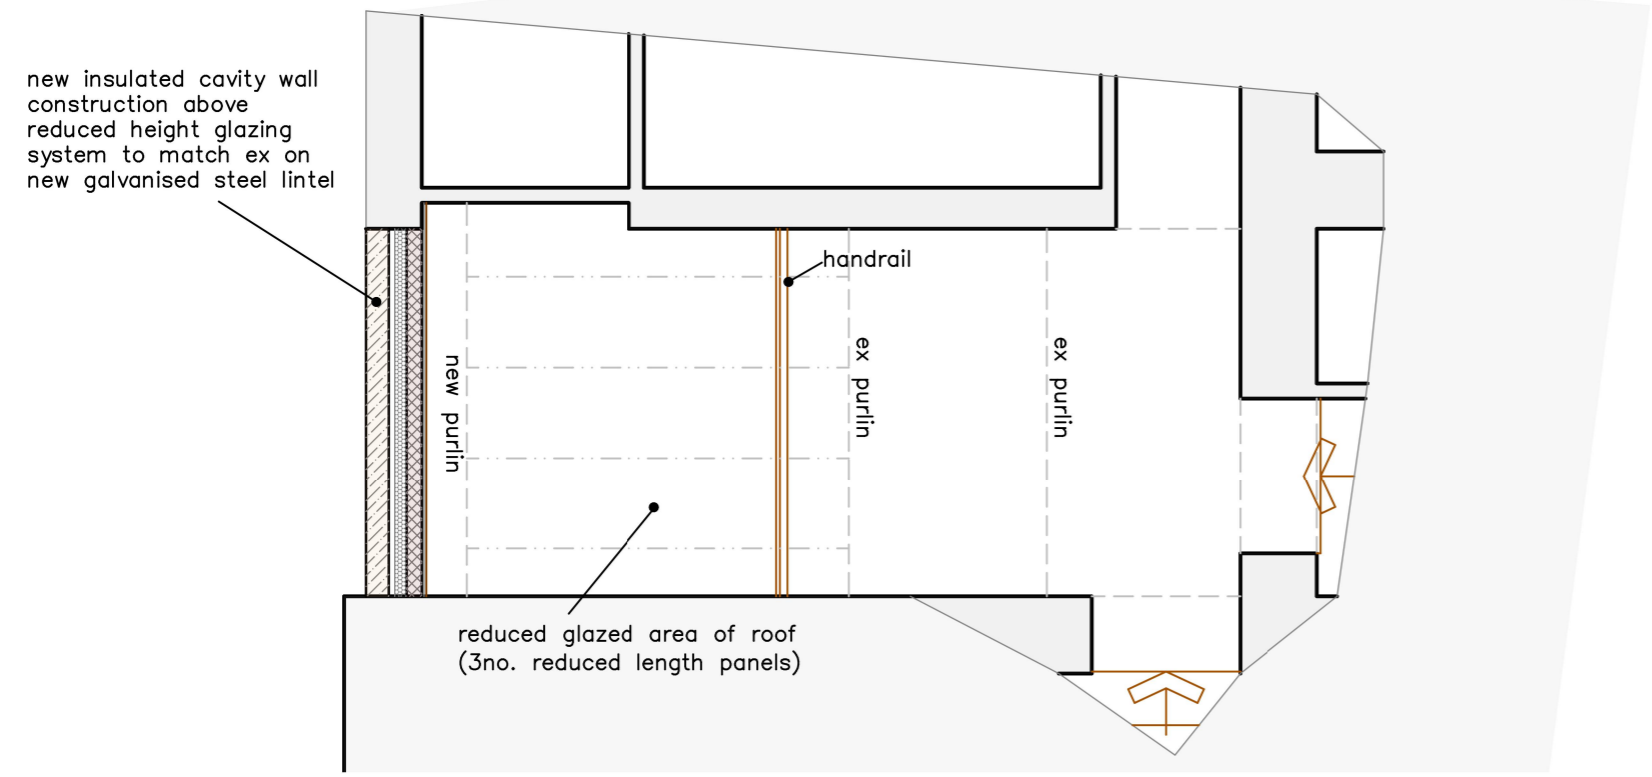 new insulated cavity wall
construction above
reduced height glazing
system to match ex on
new galvanised steel lintel
handrail
new purlin
ex purlin
ex purlin
reduced glazed area of roof
(3no. reduced length panels)